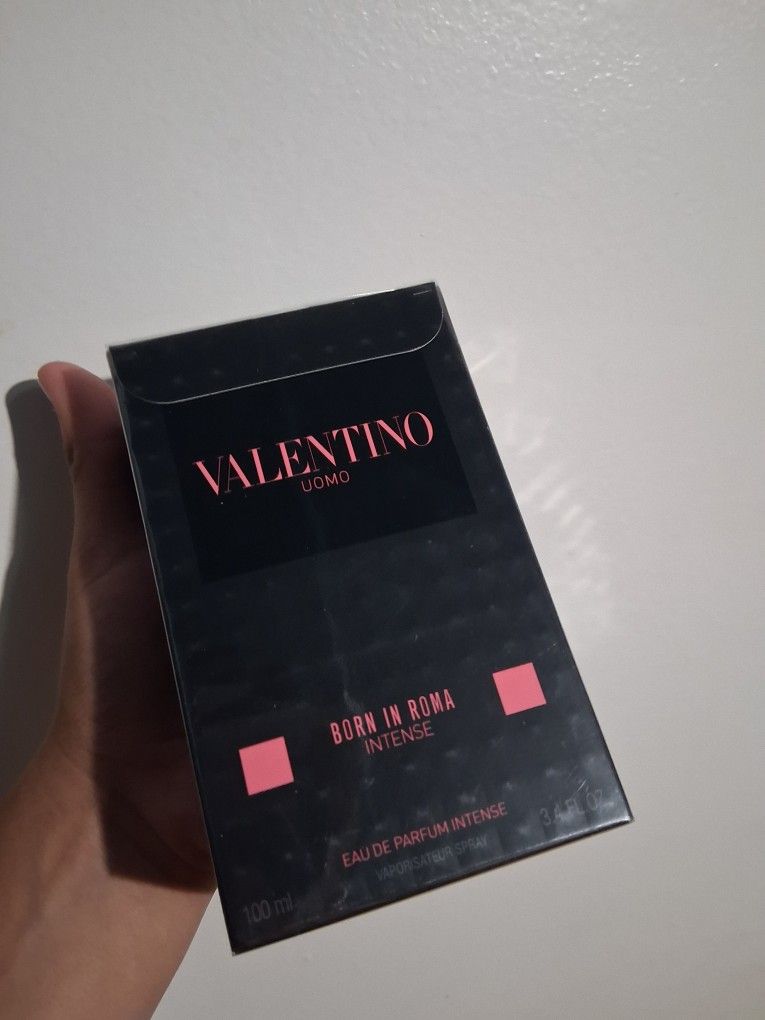 VALENTINO
UOMO
BORN IN ROMA
INTENSE
EAU DE PARFUM INTENSE
VAPORISATEUR SPRAY
100 ml
3.4 FL OZ